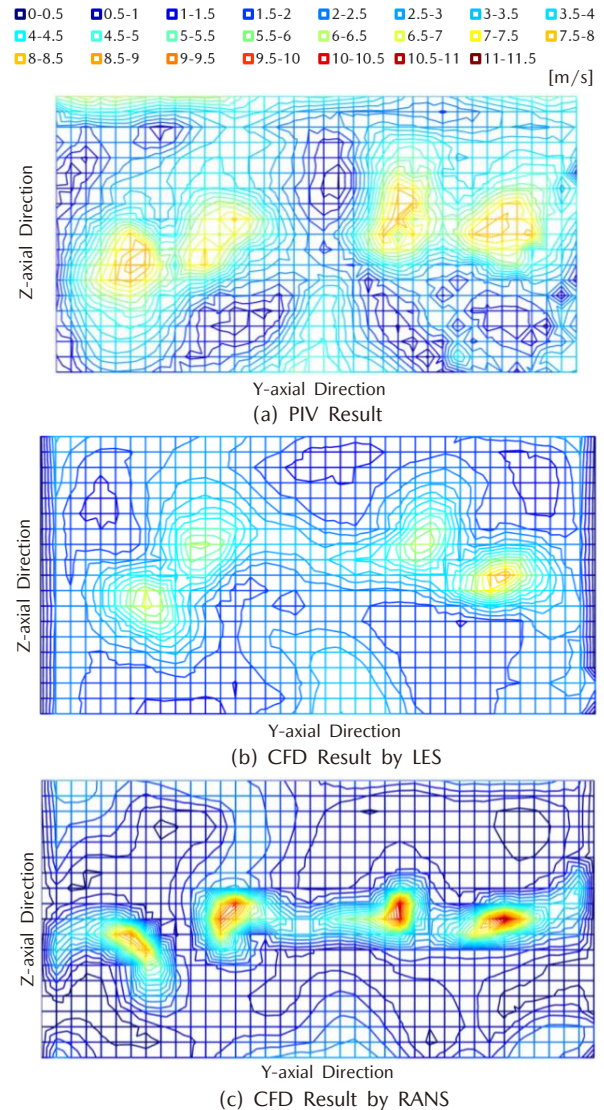 0-0.5 0.5-1 1-1.5 1.5-2 2-2.5 2.5-3 3-3.5 3.5-4
4-4.5 4.5-5 5-5.5 5.5-6 6-6.5 6.5-7 7-7.5 7.5-8
8-8.5 8.5-9 9-9.5 9.5-10 10-10.5 10.5-11 11-11.5
[m/s]
Z-axial Direction
Y-axial Direction
(a) PIV Result
Z-axial Direction
Y-axial Direction
(b) CFD Result by LES
Z-axial Direction
Y-axial Direction
(c) CFD Result by RANS